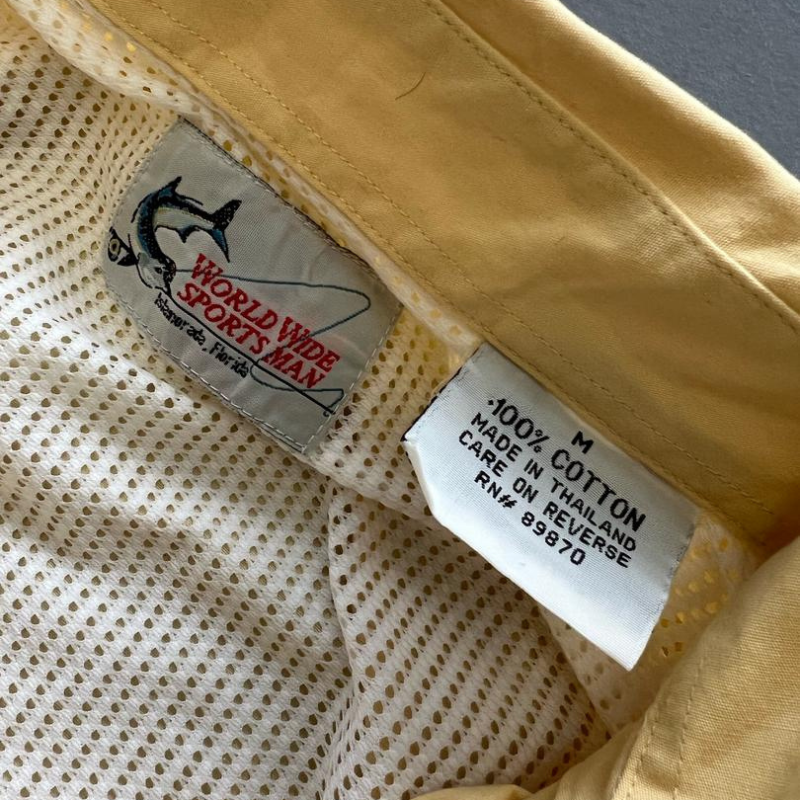 WORLD WIDE
SPORTSMAN
Islamorada, Florida
M
100% COTTON
MADE IN THAILAND
CARE ON REVERSE
RN# 89870